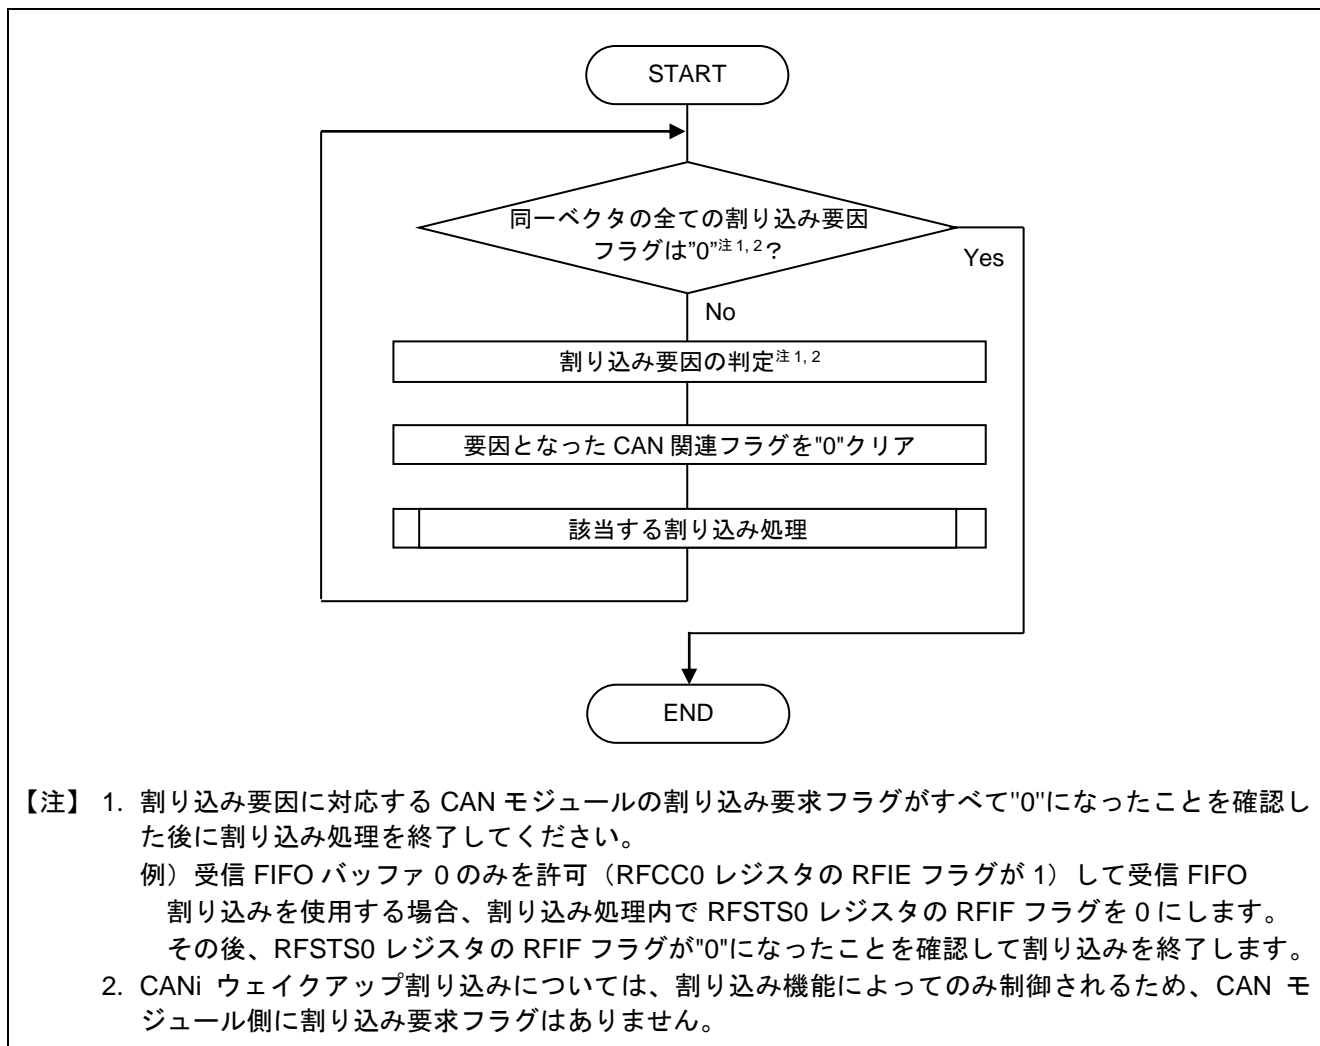 START
同一ベクタの全ての割り込み要因
フラグは”0”注 1, 2？
Yes
No
割り込み要因の判定注 1, 2
要因となった CAN 関連フラグを"0"クリア
該当する割り込み処理
END
【注】 1. 割り込み要因に対応する CAN モジュールの割り込み要求フラグがすべて"0"になったことを確認し
た後に割り込み処理を終了してください。
例）受信 FIFO バッファ 0 のみを許可（RFCC0 レジスタの RFIE フラグが 1）して受信 FIFO
割り込みを使用する場合、割り込み処理内で RFSTS0 レジスタの RFIF フラグを 0 にします。
その後、RFSTS0 レジスタの RFIF フラグが"0"になったことを確認して割り込みを終了します。
2. CANi ウェイクアップ割り込みについては、割り込み機能によってのみ制御されるため、CAN モ
ジュール側に割り込み要求フラグはありません。